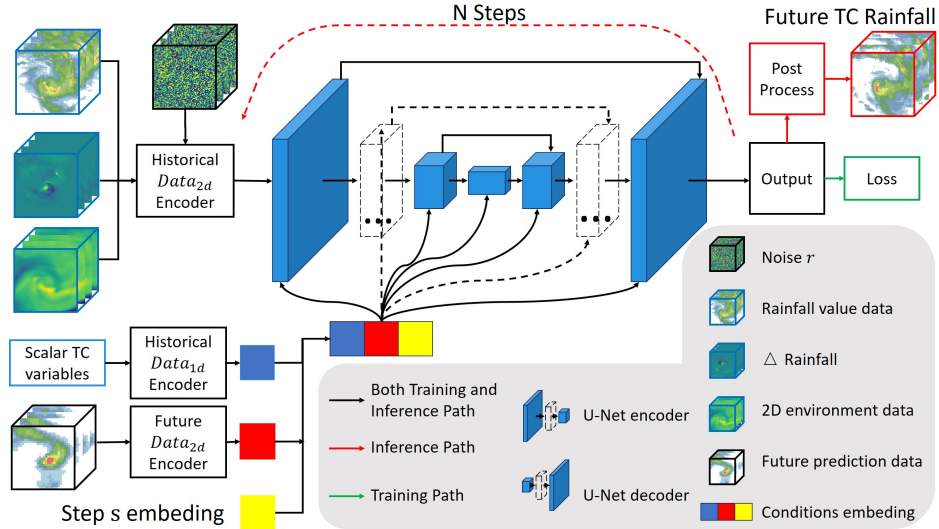 N Steps
Future TC Rainfall
Post
Process
Historical
Data2d
Encoder
Output
Loss
Noise r
Rainfall value data
△ Rainfall
2D environment data
Future prediction data
Conditions embeding
Scalar TC
variables
Historical
Data1d
Encoder
Future
Data2d
Encoder
Step s embeding
Both Training and
Inference Path
Inference Path
Training Path
U-Net encoder
U-Net decoder